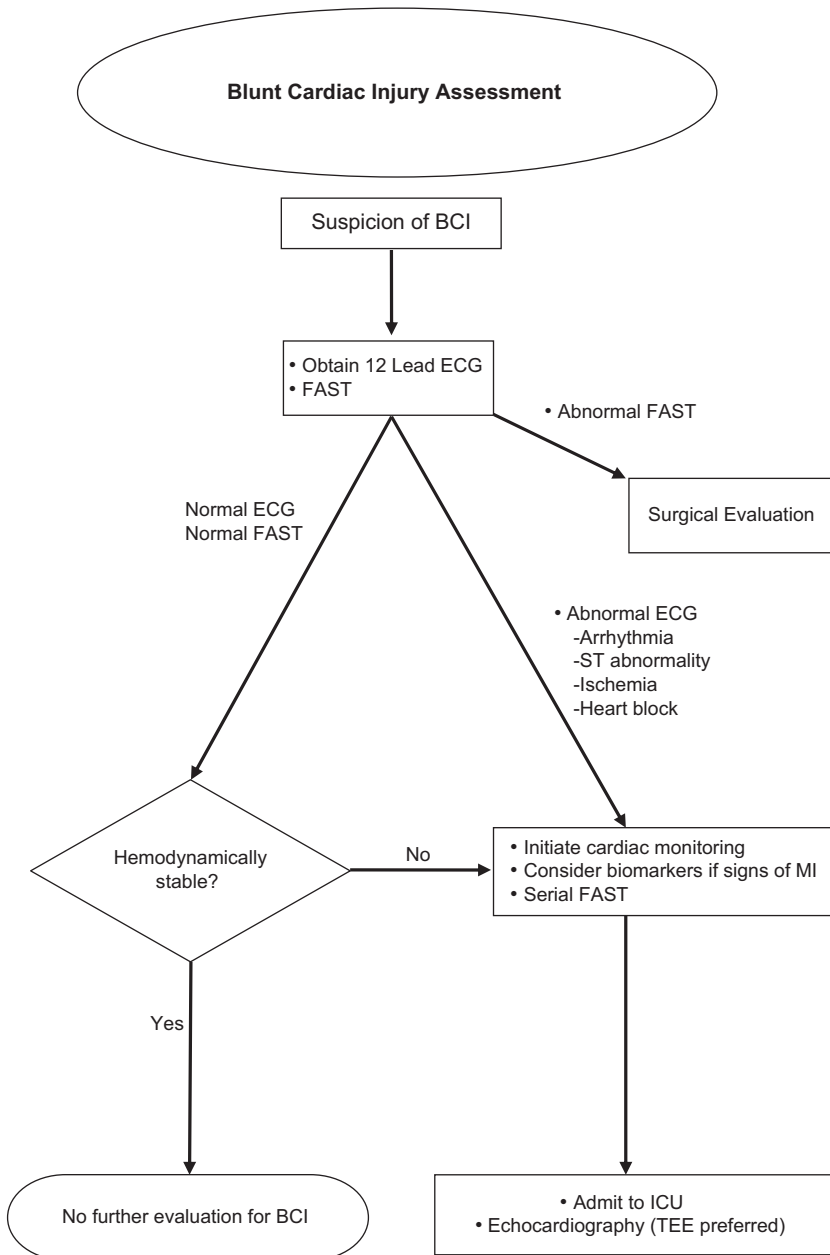 Blunt Cardiac Injury Assessment
Suspicion of BCI
• Obtain 12 Lead ECG
• FAST
• Abnormal FAST
Surgical Evaluation
Normal ECG
Normal FAST
• Abnormal ECG
-Arrhythmia
-ST abnormality
-Ischemia
-Heart block
Hemodynamically
stable?
No
• Initiate cardiac monitoring
• Consider biomarkers if signs of MI
• Serial FAST
Yes
No further evaluation for BCI
• Admit to ICU
• Echocardiography (TEE preferred)